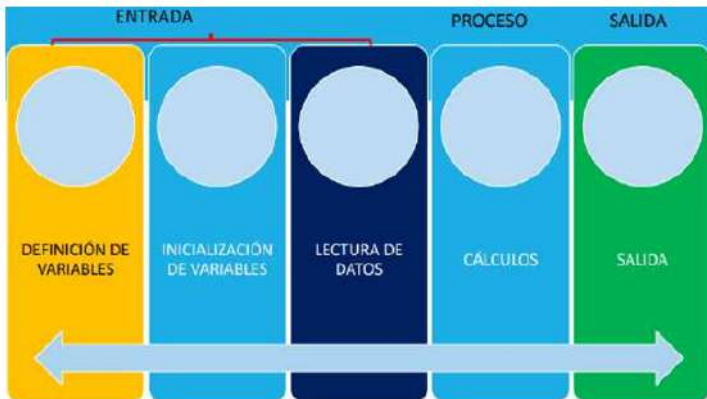 ENTRADA
PROCESO
SALIDA
DEFINICIÓN DE
VARIABLES
INICIALIZACIÓN
DE VARIABLES
LECTURA DE
DATOS
CÁLCULOS
SALIDA